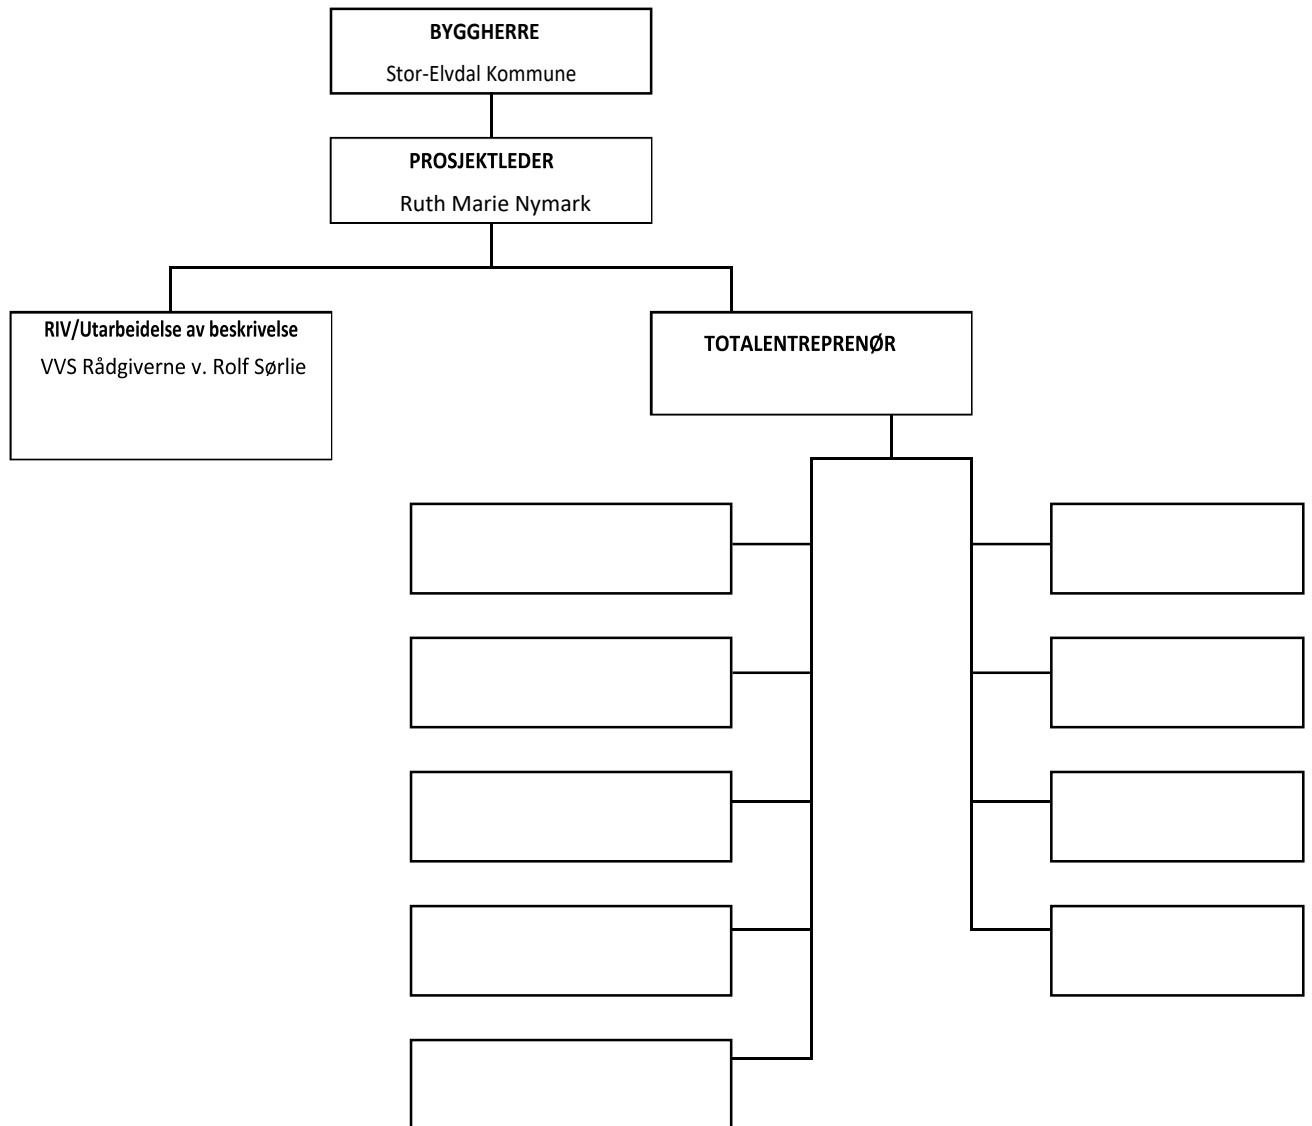 BYGGHERRE
Stor-Elvdal Kommune
PROSJEKTLEDER
Ruth Marie Nymark
RIV/Utarbeidelse av beskrivelse
VVS Rådgiverne v. Rolf Sørlie
TOTALENTREPRENØR